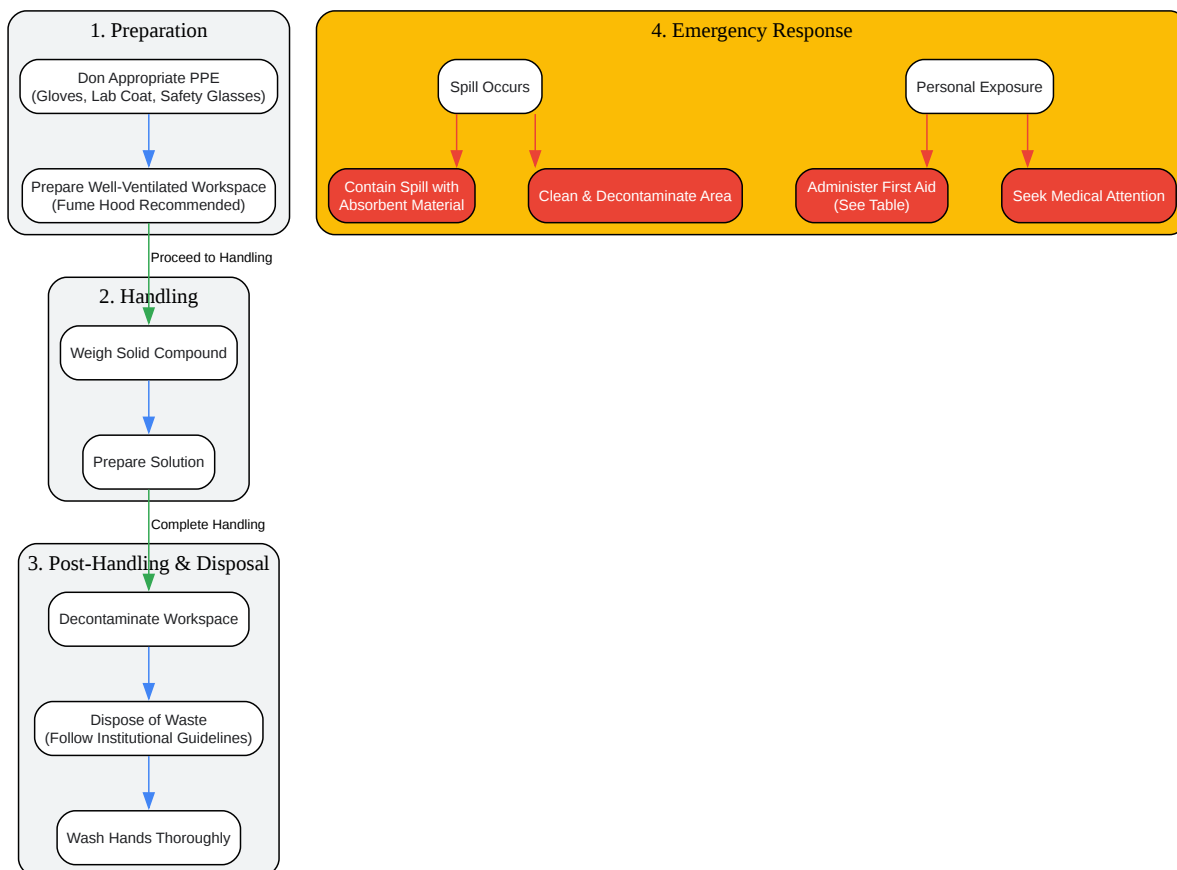 1. Preparation
Don Appropriate PPE
(Gloves, Lab Coat, Safety Glasses)
Prepare Well-Ventilated Workspace
(Fume Hood Recommended)
Proceed to Handling
2. Handling
Weigh Solid Compound
Prepare Solution
Complete Handling
3. Post-Handling & Disposal
Decontaminate Workspace
Dispose of Waste
(Follow Institutional Guidelines)
Wash Hands Thoroughly
4. Emergency Response
Spill Occurs
Contain Spill with
Absorbent Material
Clean & Decontaminate Area
Personal Exposure
Administer First Aid
(See Table)
Seek Medical Attention